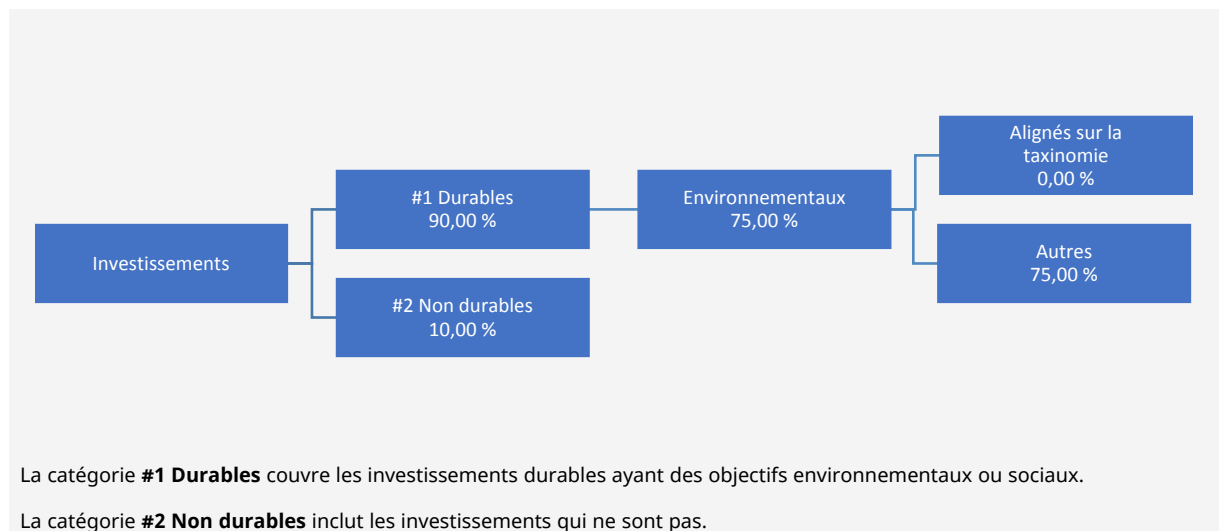 Investissements
#1 Durables
90,00 %
#2 Non durables
10,00 %
Environnementaux
75,00 %
Alignés sur la
taxinomie
0,00 %
Autres
75,00 %
La catégorie #1 Durables couvre les investissements durables ayant des objectifs environnementaux ou sociaux.
La catégorie #2 Non durables inclut les investissements qui ne sont pas.